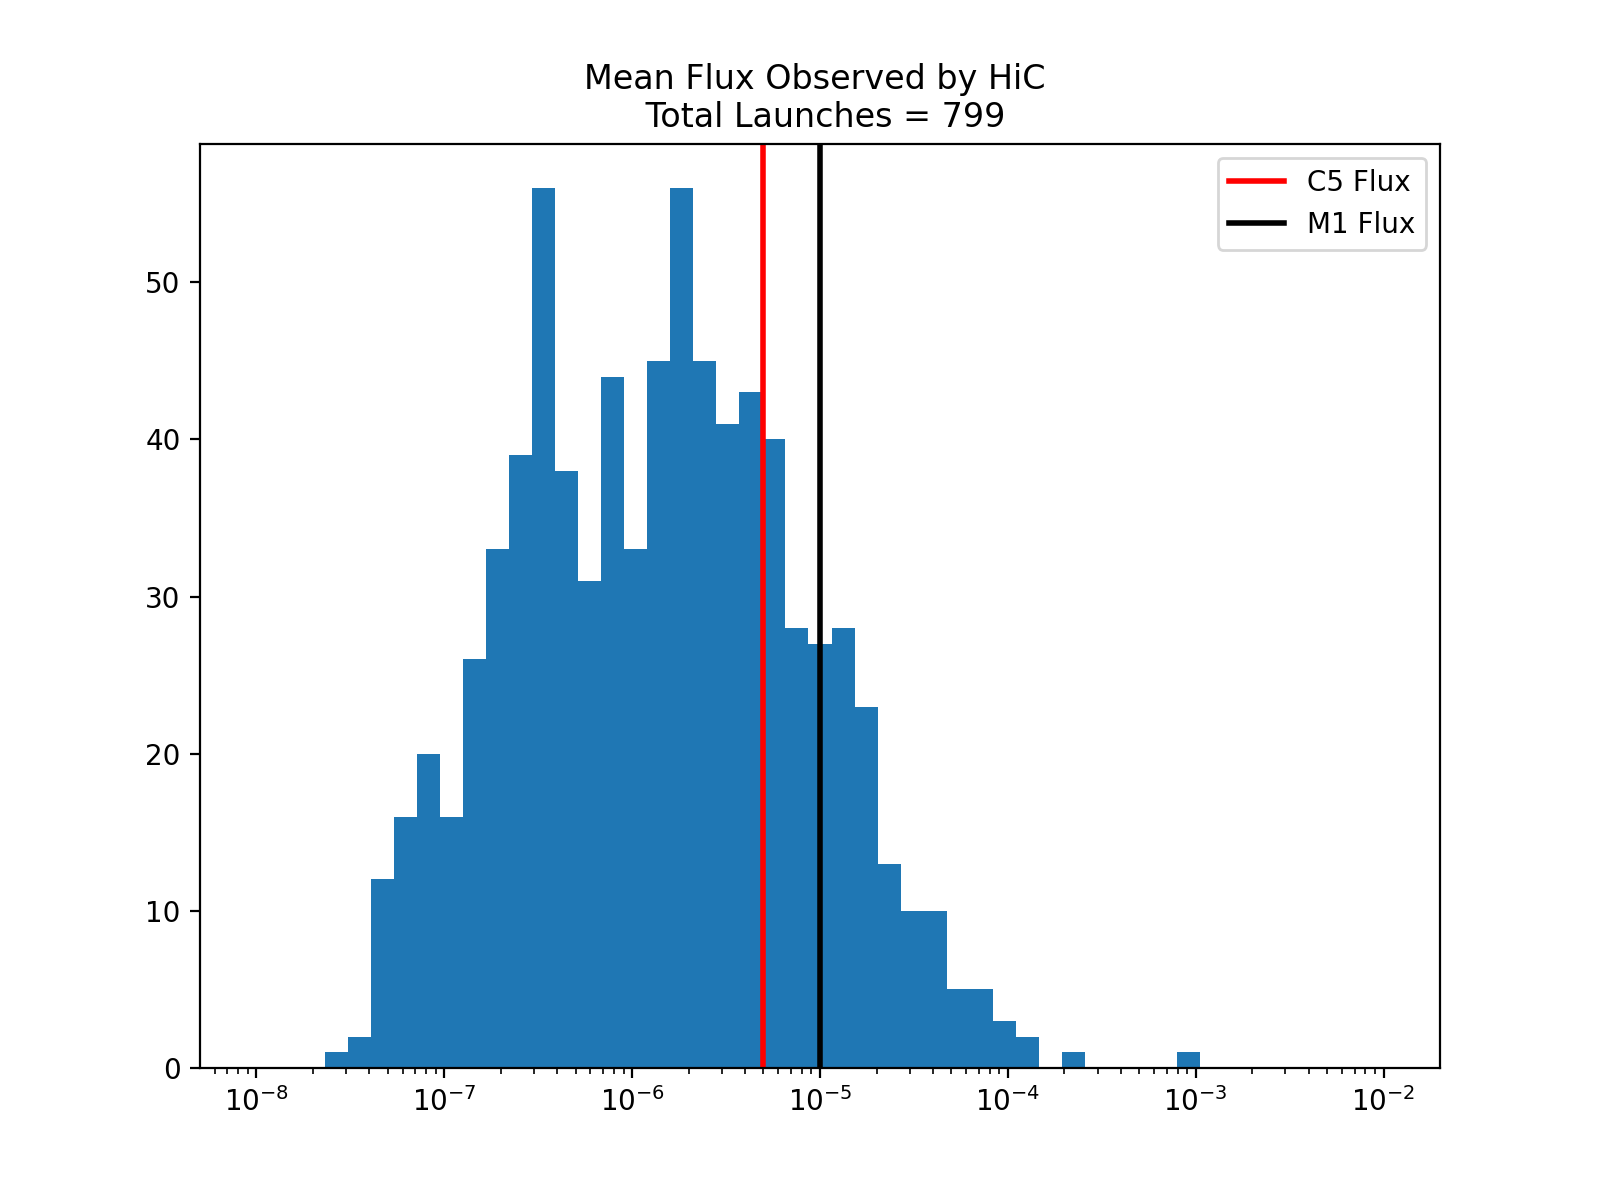 Mean Flux Observed by HiC
Total Launches = 799
C5 Flux
M1 Flux
50
40
30
20
10
0
10⁻⁸ 10⁻⁷ 10⁻⁶ 10⁻⁵ 10⁻⁴ 10⁻³ 10⁻²